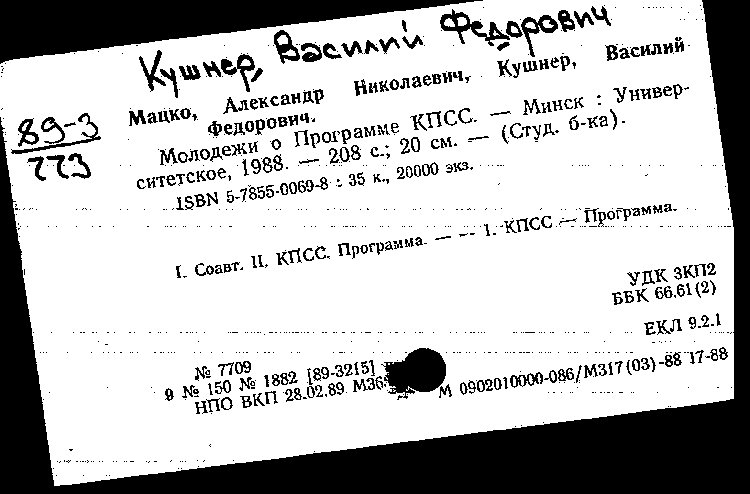 Кушнер, Василий Федорович
89-3
773
Мацко, Александр Николаевич, Кушнер, Василий
Федорович.
Молодежи о Программе КПСС. — Минск : Универ-
ситетское, 1988. — 208 с.; 20 см. — (Студ. б-ка).
ISBN 5-7855-0069-8 : 35 к., 20000 экз.
I. Соавт. II. КПСС. Программа. — — 1. КПСС — Программа.
УДК 3КП2
ББК 66.61(2)
ЕКЛ 9.2.1
№ 7709
9 № 150 № 1882 [89-3215]
НПО ВКП 28.02.89 М 0902010000-086/М317(03)-88 17-88